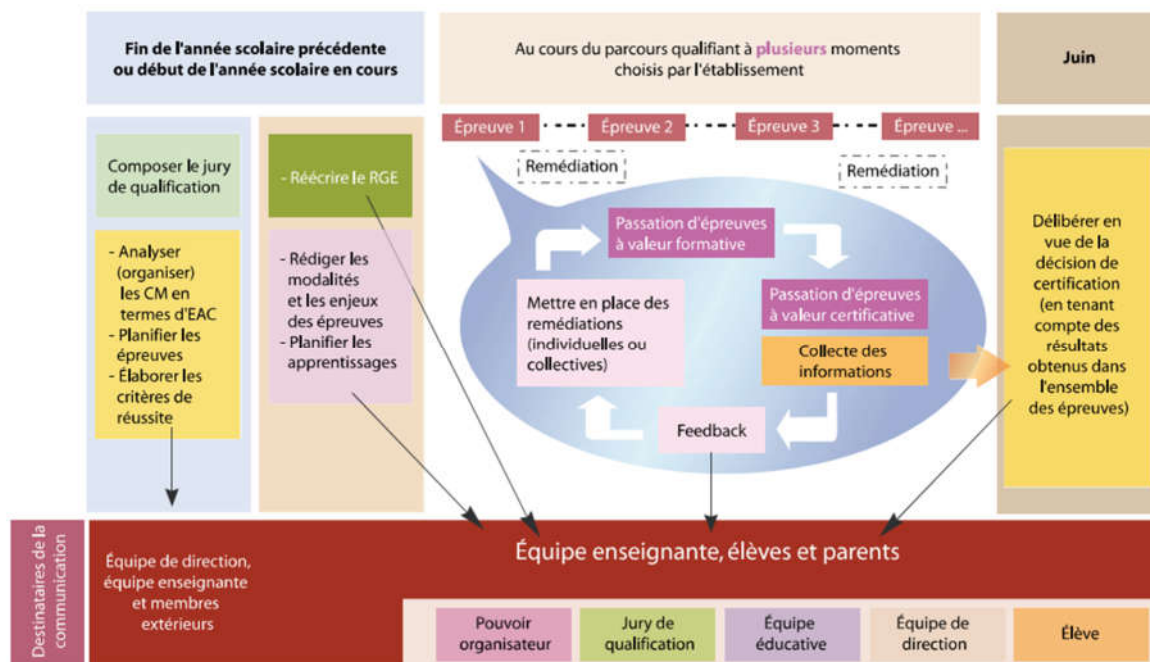 Fin de l'année scolaire précédente
ou début de l'année scolaire en cours
Au cours du parcours qualifiant à plusieurs moments
choisis par l'établissement
Juin
Épreuve 1
Épreuve 2
Épreuve 3
Épreuve ...
Remédiation
Remédiation
Composer le jury
de qualification
- Réécrire le RGE
- Analyser
(organiser)
les CM en
termes d'EAC
- Planifier les
épreuves
- Élaborer les
critères de
réussite
- Rédiger les
modalités
et les enjeux
des épreuves
- Planifier les
apprentissages
Passation d'épreuves
à valeur formative
Mettre en place des
remédiations
(individuelles ou
collectives)
Passation d'épreuves
à valeur certificative
Collecte des
informations
Feedback
Délibérer en
vue de la
décision de
certification
(en tenant
compte des
résultats
obtenus dans
l'ensemble
des épreuves)
Destinataires de la
communication
Équipe de direction,
équipe enseignante
et membres
extérieurs
Équipe enseignante, élèves et parents
Pouvoir
organisateur
Jury de
qualification
Équipe
éducative
Équipe de
direction
Élève